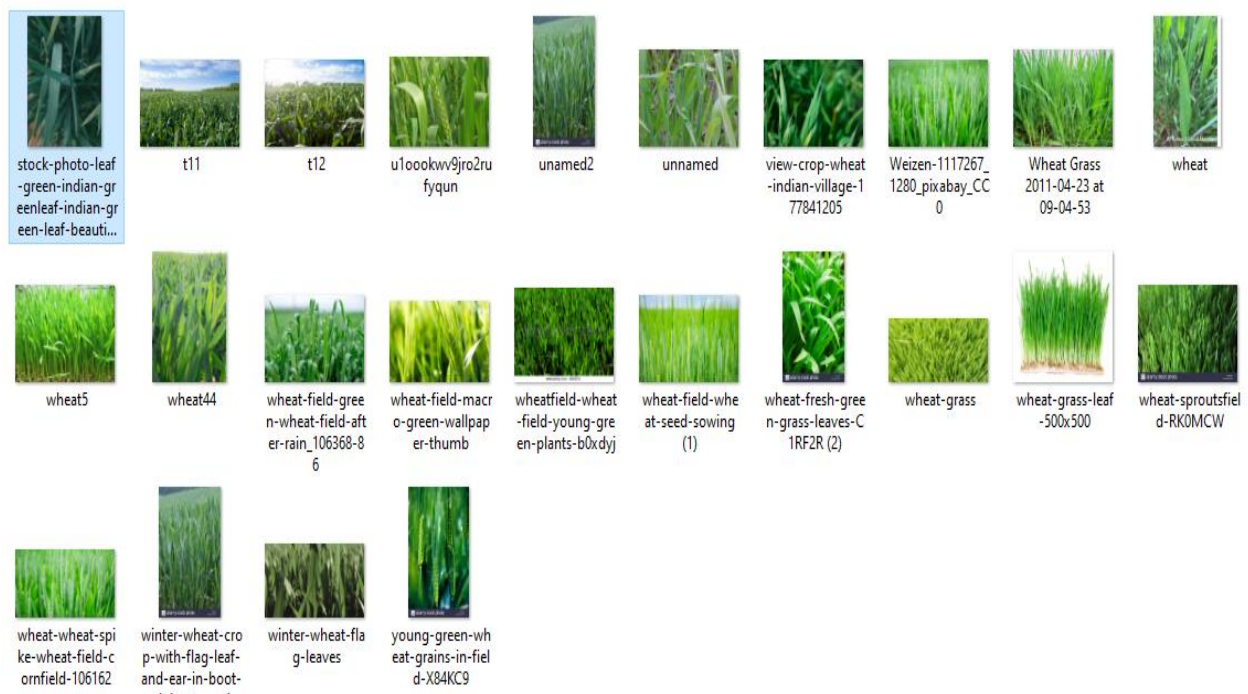 stock-photo-leaf
-green-indian-gr
eenleaf-indian-gr
een-leaf-beauti...
t11
t12
u1oookwv9jro2ru
fyqun
unamed2
unnamed
view-crop-wheat
-indian-village-1
77841205
Weizen-1117267_
1280_pixabay_CC
0
Wheat Grass
2011-04-23 at
09-04-53
wheat
wheat5
wheat44
wheat-field-gree
n-wheat-field-aft
er-rain_106368-8
6
wheat-field-macr
o-green-wallpap
er-thumb
wheatfield-wheat
-field-young-gre
en-plants-b0xdyj
wheat-field-whe
at-seed-sowing
(1)
wheat-fresh-gree
n-grass-leaves-C
1RF2R (2)
wheat-grass
wheat-grass-leaf
-500x500
wheat-sproutsfiel
d-RK0MCW
wheat-wheat-spi
ke-wheat-field-c
ornfield-106162
winter-wheat-cro
p-with-flag-leaf-
and-ear-in-boot-
winter-wheat-fla
g-leaves
young-green-wh
eat-grains-in-fiel
d-X84KC9